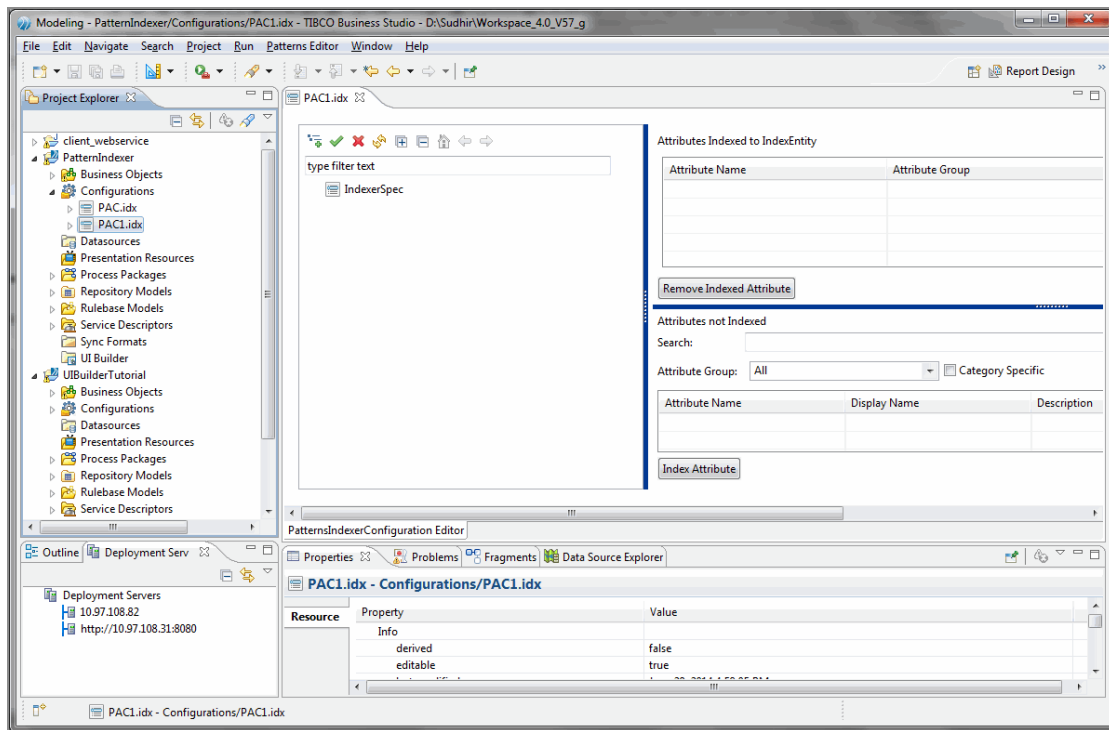 Modeling - PatternIndexer/Configurations/PAC1.idx - TIBCO Business Studio - D:\Sudhir\Workspace_4.0_V57_g
File Edit Navigate Search Project Run Patterns Editor Window Help
Report Design
Project Explorer
client_webservice
PatternIndexer
Business Objects
Configurations
PAC.idx
PAC1.idx
Datasources
Presentation Resources
Process Packages
Repository Models
Rulebase Models
Service Descriptors
Sync Formats
UI Builder
UIBuilderTutorial
Business Objects
Configurations
Datasources
Presentation Resources
Process Packages
Repository Models
Rulebase Models
Service Descriptors
PAC1.idx
type filter text
IndexerSpec
Attributes Indexed to IndexEntity
Attribute Name Attribute Group
Remove Indexed Attribute
Attributes not Indexed
Search:
Attribute Group: All Category Specific
Attribute Name Display Name Description
Index Attribute
PatternsIndexerConfiguration Editor
Outline Deployment Serv
Deployment Servers
10.97.108.82
http://10.97.108.31:8080
Properties Problems Fragments Data Source Explorer
PAC1.idx - Configurations/PAC1.idx
Resource
Property Value
Info
derived false
editable true
PAC1.idx - Configurations/PAC1.idx